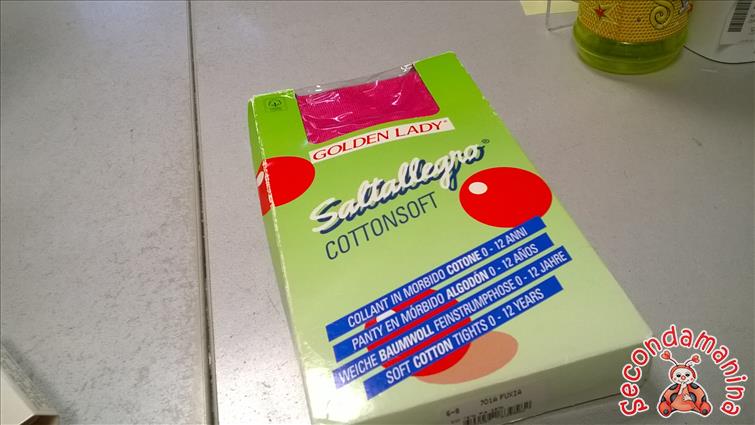 GOLDEN LADY®
Saltallegra®
COTTONSOFT
COLLANT IN MORBIDO COTONE 0 - 12 ANNI
PANTY EN MÓRBIDO ALGODÓN 0 - 12 AÑOS
WEICHE BAUMWOLL FEINSTRUMPFHOSE 0 - 12 JAHRE
SOFT COTTON TIGHTS 0 - 12 YEARS
6-8 701A FUXIA
secondamanina